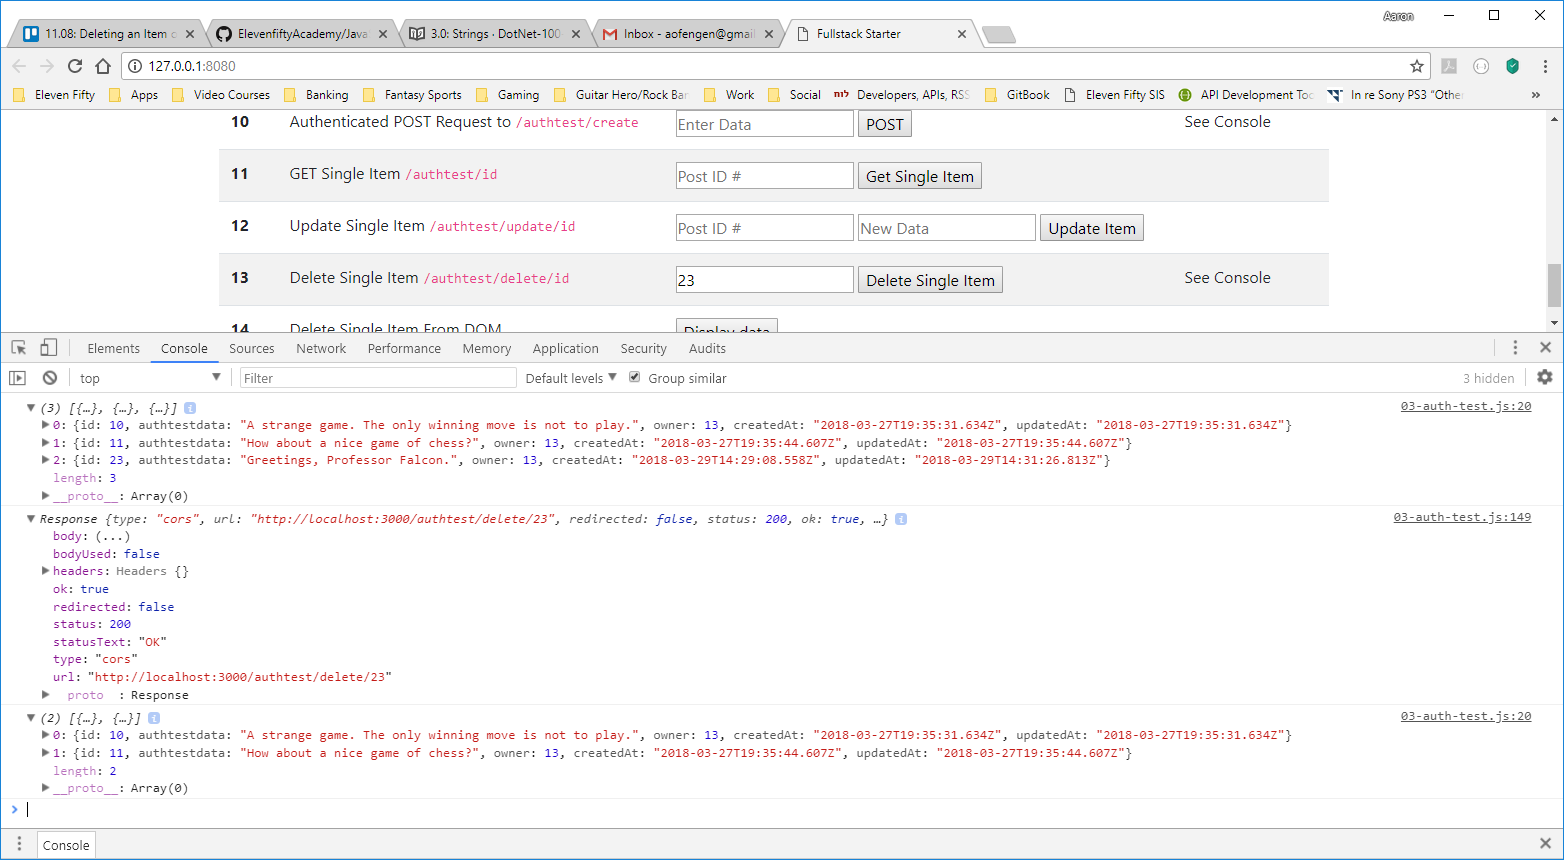 Aaron
11.08: Deleting an Item o
ElevenfiftyAcademy/Java
3.0: Strings · DotNet-100
Inbox - aofengen@gmai
Fullstack Starter
127.0.0.1:8080
Eleven Fifty Apps Video Courses Banking Fantasy Sports Gaming Guitar Hero/Rock Ban Work Social Developers, APIs, RSS GitBook Eleven Fifty SIS API Development Too In re Sony PS3 "Other »
10 Authenticated POST Request to /authtest/create Enter Data POST See Console
11 GET Single Item /authtest/id Post ID # Get Single Item
12 Update Single Item /authtest/update/id Post ID # New Data Update Item
13 Delete Single Item /authtest/delete/id 23 Delete Single Item See Console
14 Delete Single Item From DOM Display data
Elements Console Sources Network Performance Memory Application Security Audits
top Filter Default levels Group similar 3 hidden
(3) [{…}, {…}, {…}] 03-auth-test.js:20
0: {id: 10, authtestdata: "A strange game. The only winning move is not to play.", owner: 13, createdAt: "2018-03-27T19:35:31.634Z", updatedAt: "2018-03-27T19:35:31.634Z"}
1: {id: 11, authtestdata: "How about a nice game of chess?", owner: 13, createdAt: "2018-03-27T19:35:44.607Z", updatedAt: "2018-03-27T19:35:44.607Z"}
2: {id: 23, authtestdata: "Greetings, Professor Falcon.", owner: 13, createdAt: "2018-03-29T14:29:08.558Z", updatedAt: "2018-03-29T14:31:26.813Z"}
length: 3
__proto__: Array(0)
Response {type: "cors", url: "http://localhost:3000/authtest/delete/23", redirected: false, status: 200, ok: true, …} 03-auth-test.js:149
body: (...)
bodyUsed: false
headers: Headers {}
ok: true
redirected: false
status: 200
statusText: "OK"
type: "cors"
url: "http://localhost:3000/authtest/delete/23"
__proto__: Response
(2) [{…}, {…}] 03-auth-test.js:20
0: {id: 10, authtestdata: "A strange game. The only winning move is not to play.", owner: 13, createdAt: "2018-03-27T19:35:31.634Z", updatedAt: "2018-03-27T19:35:31.634Z"}
1: {id: 11, authtestdata: "How about a nice game of chess?", owner: 13, createdAt: "2018-03-27T19:35:44.607Z", updatedAt: "2018-03-27T19:35:44.607Z"}
length: 2
__proto__: Array(0)
Console